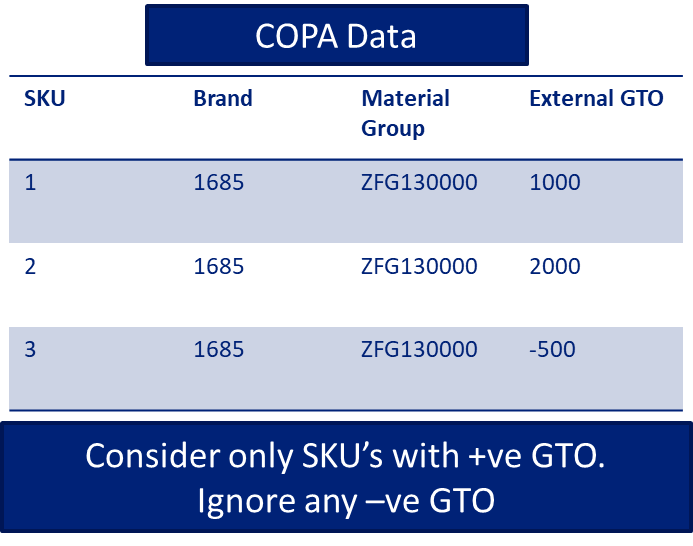 COPA Data
SKU Brand Material Group External GTO
1 1685 ZFG130000 1000
2 1685 ZFG130000 2000
3 1685 ZFG130000 -500
Consider only SKU’s with +ve GTO.
Ignore any –ve GTO